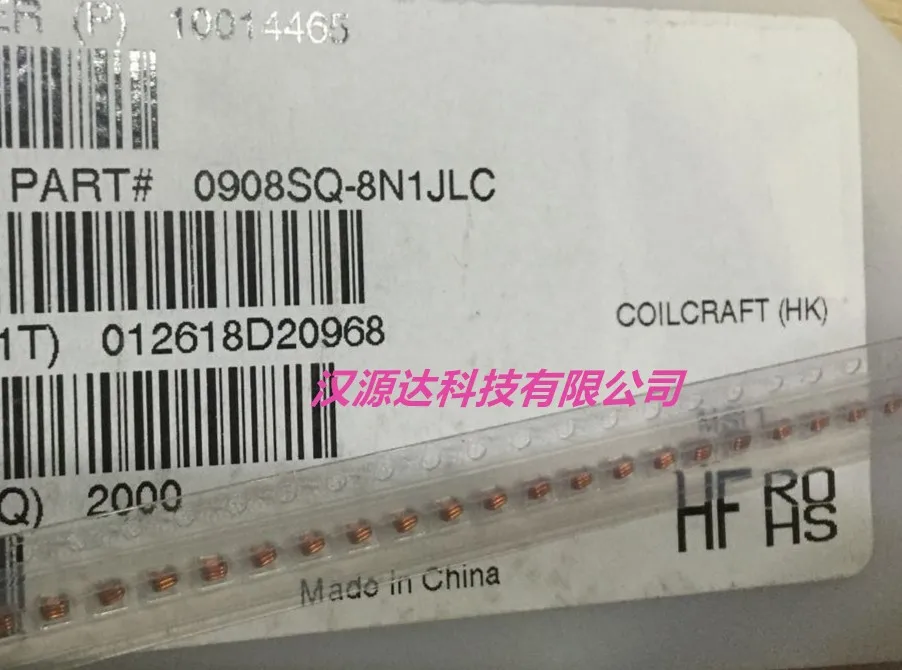 ER (P) 10014465
PART# 0908SQ-8N1JLC
1T) 012618D20968
COILCRAFT (HK)
汉源达科技有限公司
MSL1
Q) 2000
HF
RO
HS
Made in China